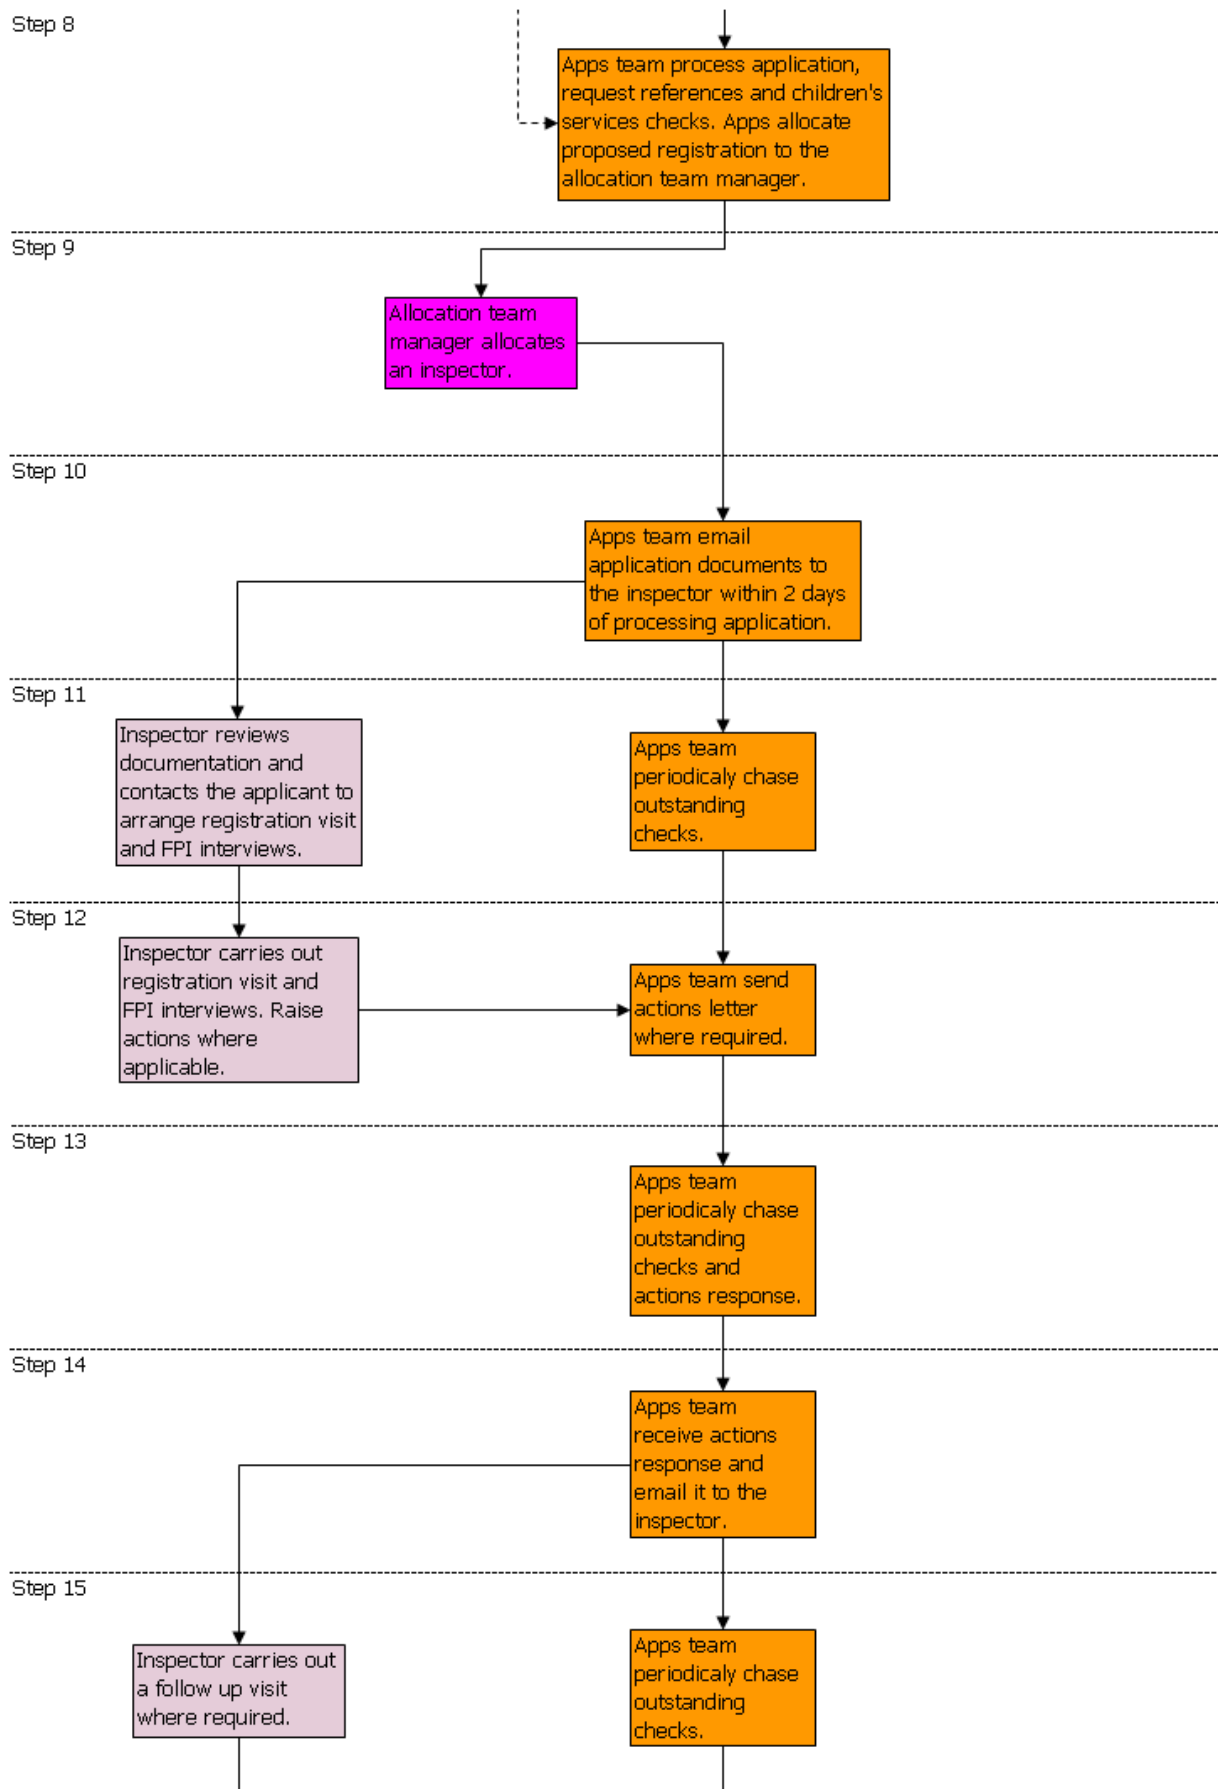 Step 8
Apps team process application,
request references and children's
services checks. Apps allocate
proposed registration to the
allocation team manager.
Step 9
Allocation team
manager allocates
an inspector.
Step 10
Apps team email
application documents to
the inspector within 2 days
of processing application.
Step 11
Inspector reviews
documentation and
contacts the applicant to
arrange registration visit
and FPI interviews.
Apps team
periodicaly chase
outstanding
checks.
Step 12
Inspector carries out
registration visit and
FPI interviews. Raise
actions where
applicable.
Apps team send
actions letter
where required.
Step 13
Apps team
periodicaly chase
outstanding
checks and
actions response.
Step 14
Apps team
receive actions
response and
email it to the
inspector.
Step 15
Inspector carries out
a follow up visit
where required.
Apps team
periodicaly chase
outstanding
checks.